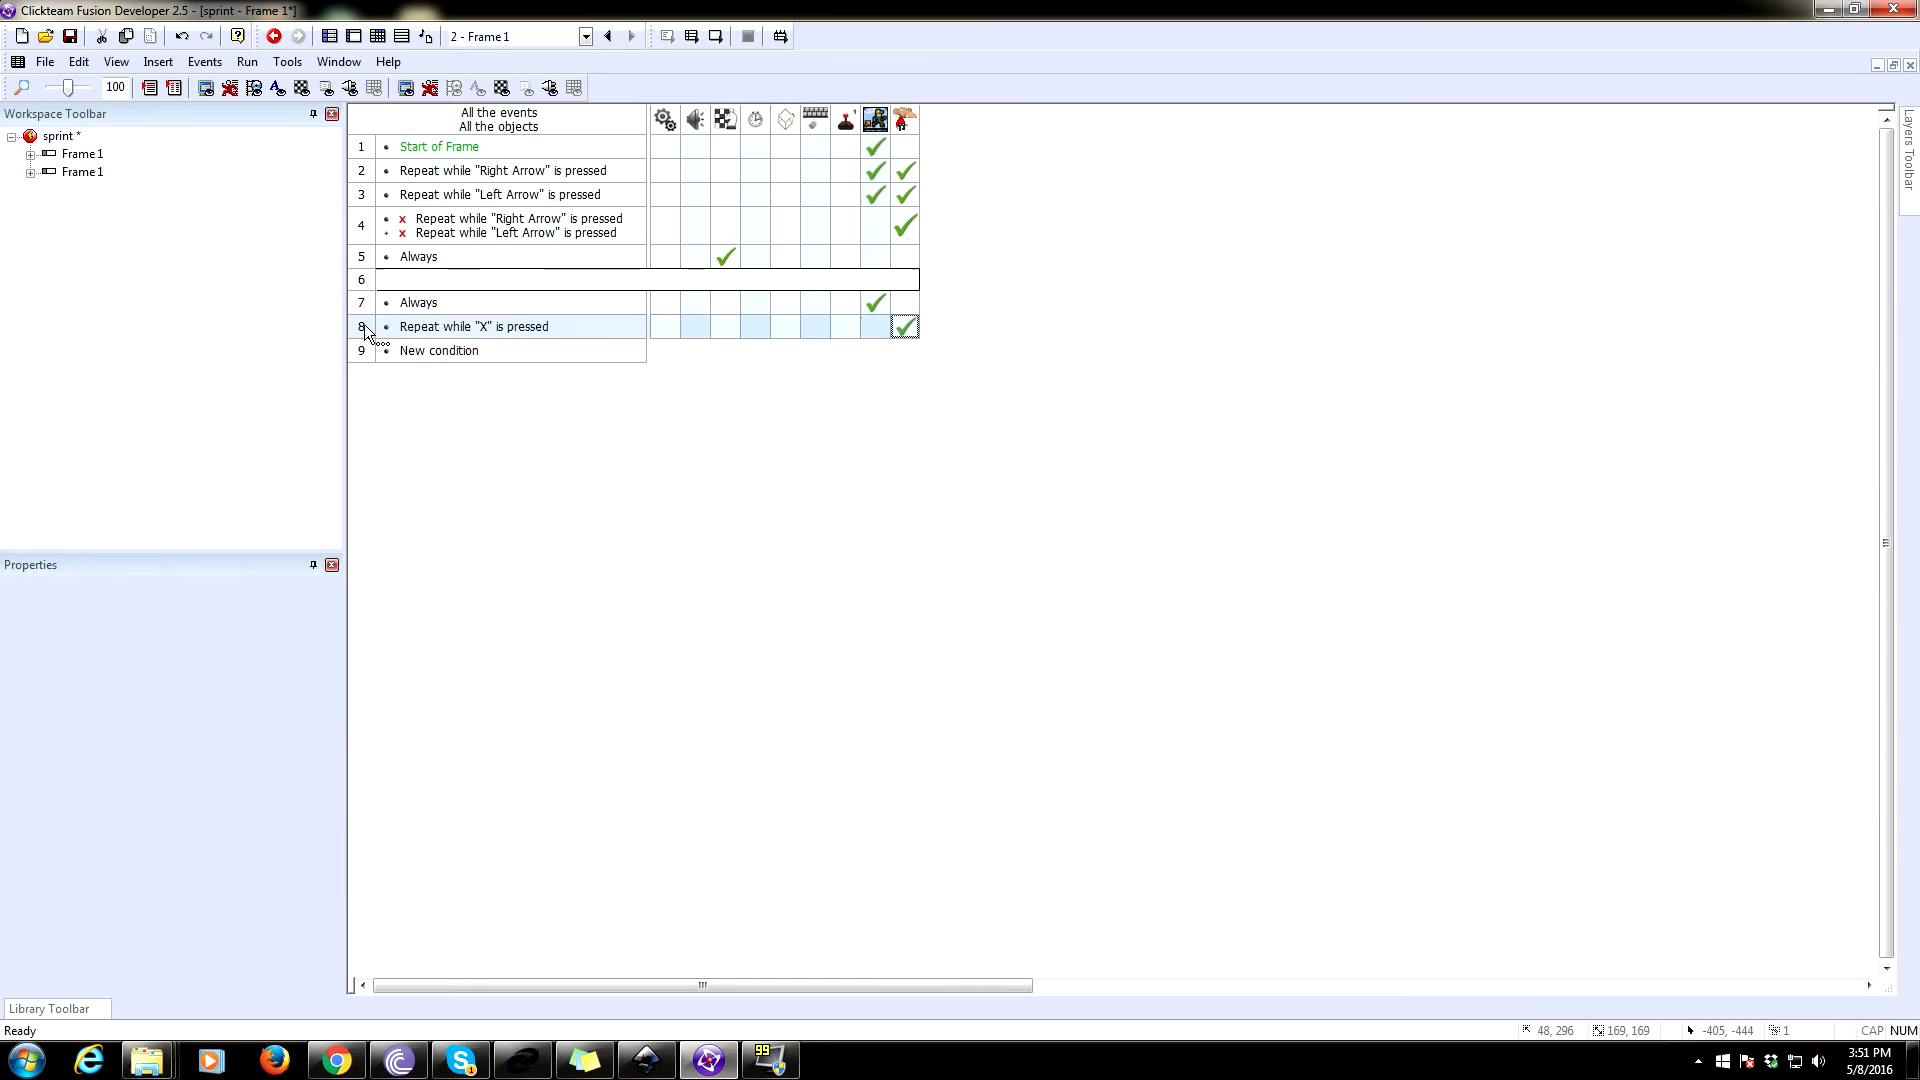 Clickteam Fusion Developer 2.5 - [sprint - Frame 1*]
2 - Frame 1
File Edit View Insert Events Run Tools Window Help
100
Workspace Toolbar
sprint *
Frame 1
Frame 1
Properties
Library Toolbar
Layers Toolbar
All the events
All the objects
1 Start of Frame
2 Repeat while "Right Arrow" is pressed
3 Repeat while "Left Arrow" is pressed
4 X Repeat while "Right Arrow" is pressed
+ X Repeat while "Left Arrow" is pressed
5 Always
6
7 Always
8 Repeat while "X" is pressed
9 New condition
Ready
48, 296 169, 169 -405, -444 1 CAP NUM
99
3:51 PM
5/8/2016